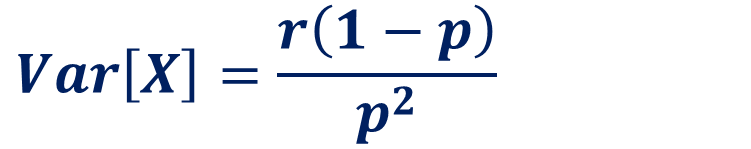 Var[X] = r(1 − p) / p²